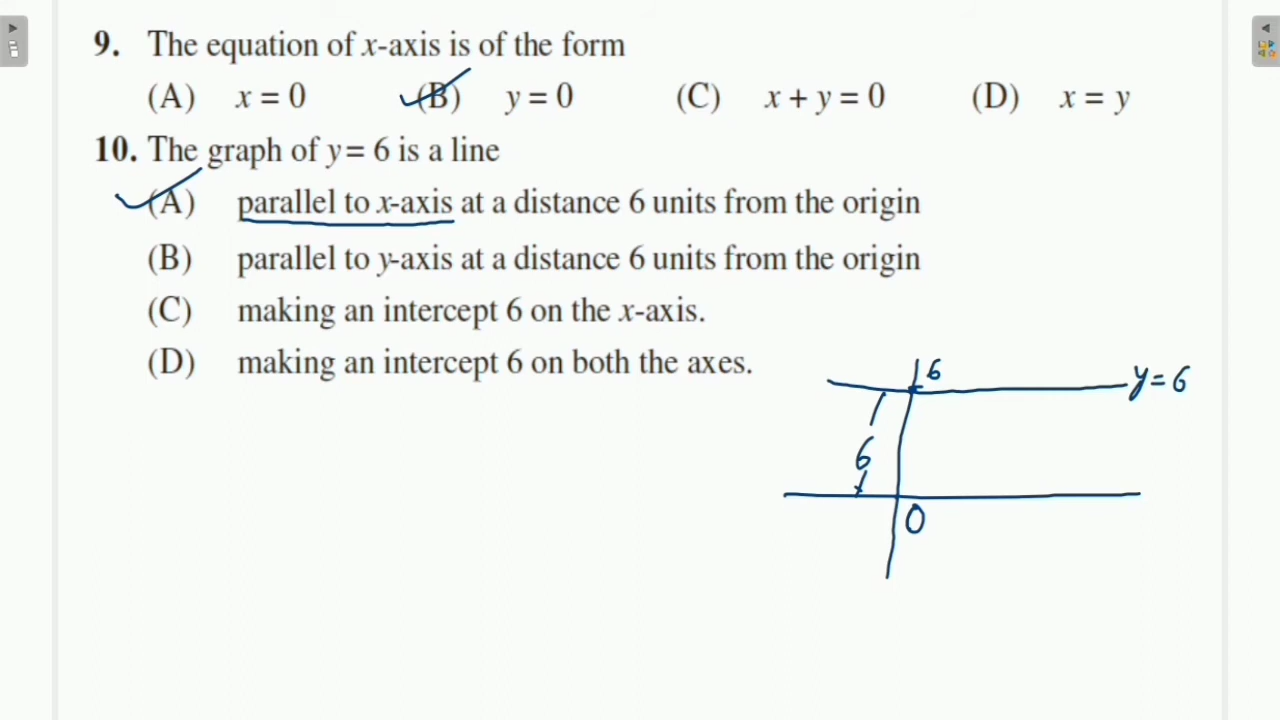 9. The equation of x-axis is of the form
(A) x = 0 (B) y = 0 (C) x + y = 0 (D) x = y
10. The graph of y = 6 is a line
(A) parallel to x-axis at a distance 6 units from the origin
(B) parallel to y-axis at a distance 6 units from the origin
(C) making an intercept 6 on the x-axis.
(D) making an intercept 6 on both the axes.
6
y = 6
6
0